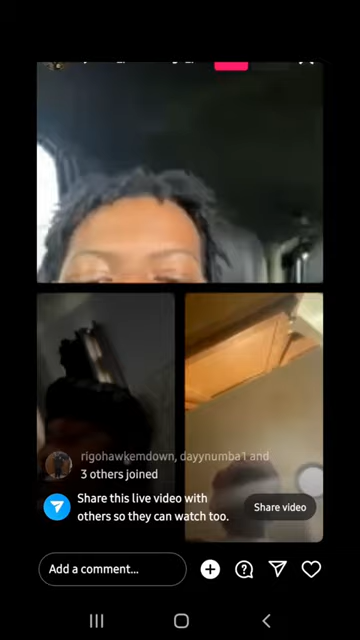 rigohawkemdown, dayynumba1 and
3 others joined
Share this live video with
others so they can watch too.
Share video
Add a comment...